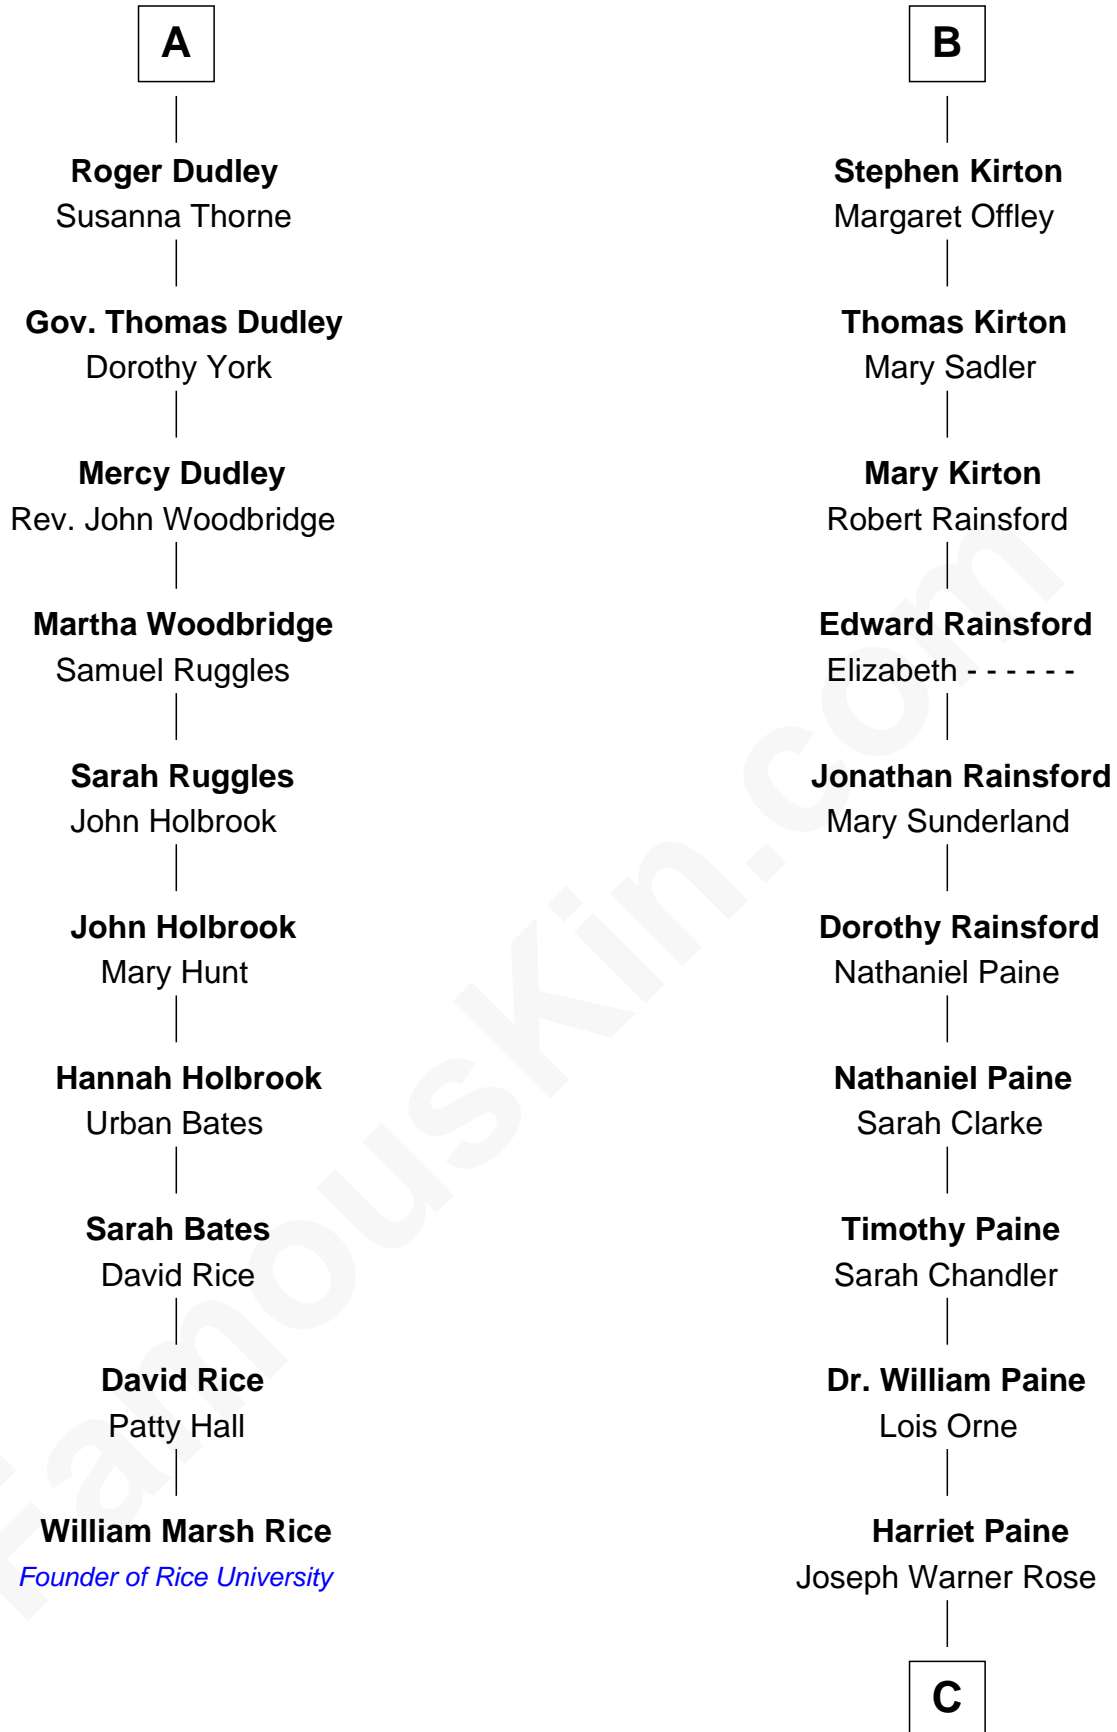 A
Roger Dudley
Susanna Thorne
Gov. Thomas Dudley
Dorothy York
Mercy Dudley
Rev. John Woodbridge
Martha Woodbridge
Samuel Ruggles
Sarah Ruggles
John Holbrook
John Holbrook
Mary Hunt
Hannah Holbrook
Urban Bates
Sarah Bates
David Rice
David Rice
Patty Hall
William Marsh Rice
Founder of Rice University
B
Stephen Kirton
Margaret Offley
Thomas Kirton
Mary Sadler
Mary Kirton
Robert Rainsford
Edward Rainsford
Elizabeth - - - - - -
Jonathan Rainsford
Mary Sunderland
Dorothy Rainsford
Nathaniel Paine
Nathaniel Paine
Sarah Clarke
Timothy Paine
Sarah Chandler
Dr. William Paine
Lois Orne
Harriet Paine
Joseph Warner Rose
C
FamousKin.com